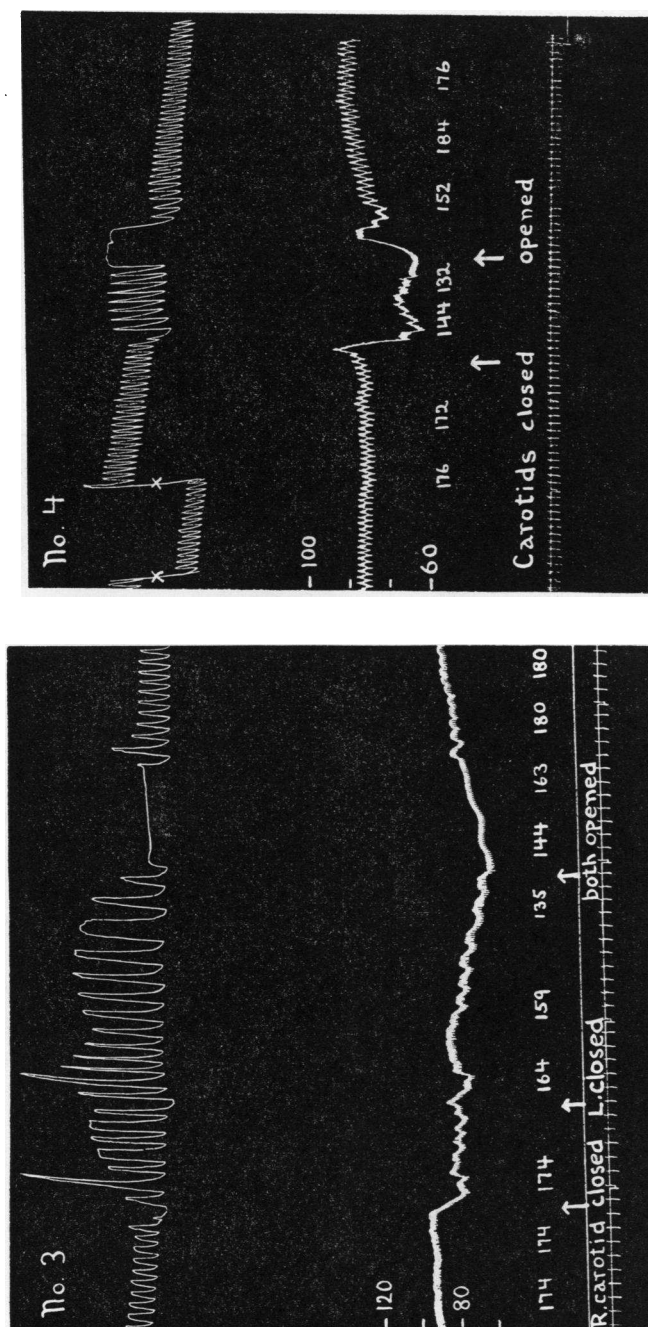 No. 4
100
60
176 172 144 132 152 184 176
Carotids closed opened
No. 3
120
80
174 174 174 164 159 135 144 163 180 180
R. carotid closed L. closed both opened